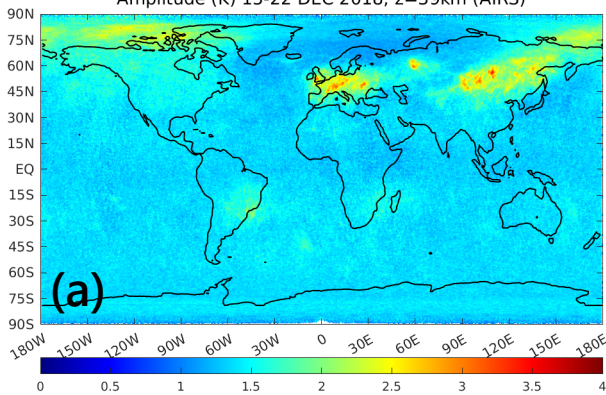 Amplitude (K) 15-22 DEC 2018, z=39km (AIRS)
90N
75N
60N
45N
30N
15N
EQ
15S
30S
45S
60S
75S
90S
(a)
180W 150W 120W 90W 60W 30W 0 30E 60E 90E 120E 150E 180E
0 0.5 1 1.5 2 2.5 3 3.5 4